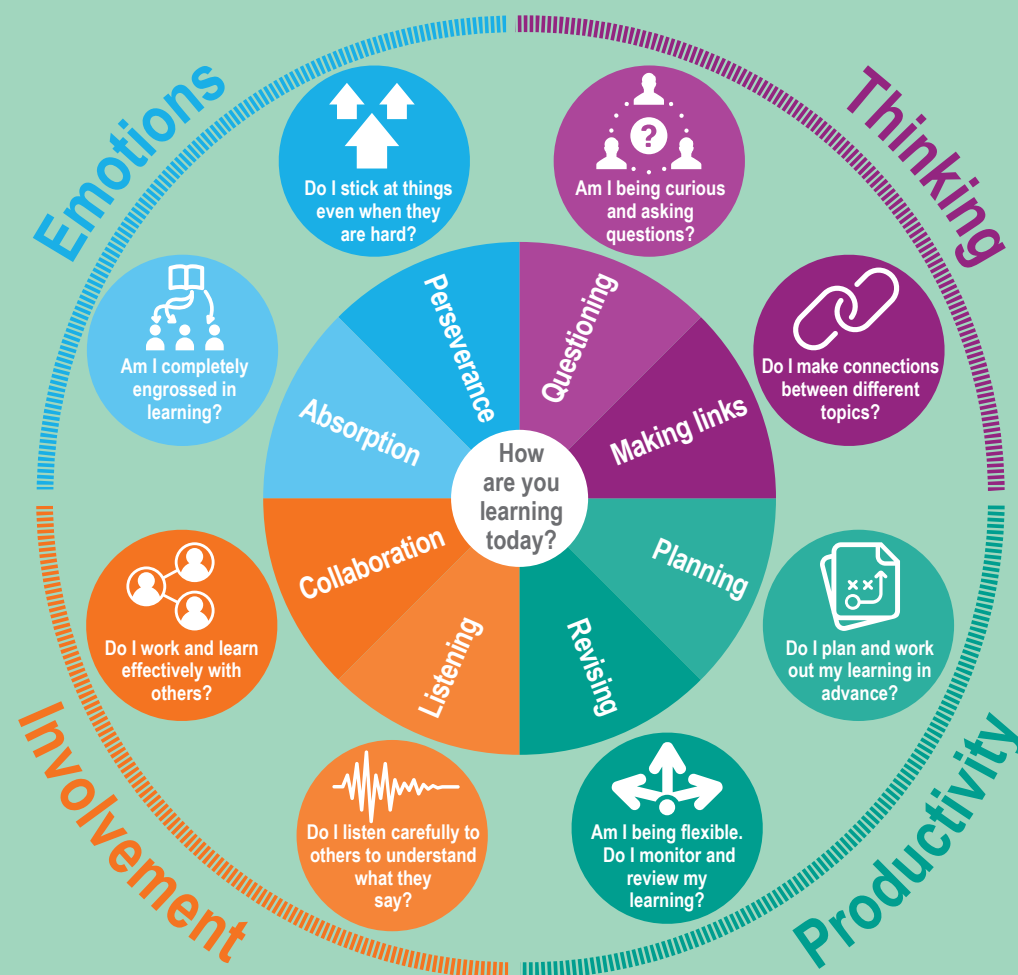 Emotions
Thinking
Do I stick at things
even when they
are hard?
?
Am I being curious
and asking
questions?
Am I completely
engrossed in
learning?
Do I make connections
between different
topics?
Perseverance
Questioning
Absorption
Making links
How
are you
learning
today?
Collaboration
Planning
Listening
Revising
Do I work and learn
effectively with
others?
Do I plan and work
out my learning in
advance?
Do I listen carefully to
others to understand
what they
say?
Am I being flexible.
Do I monitor and
review my
learning?
Involvement
Productivity